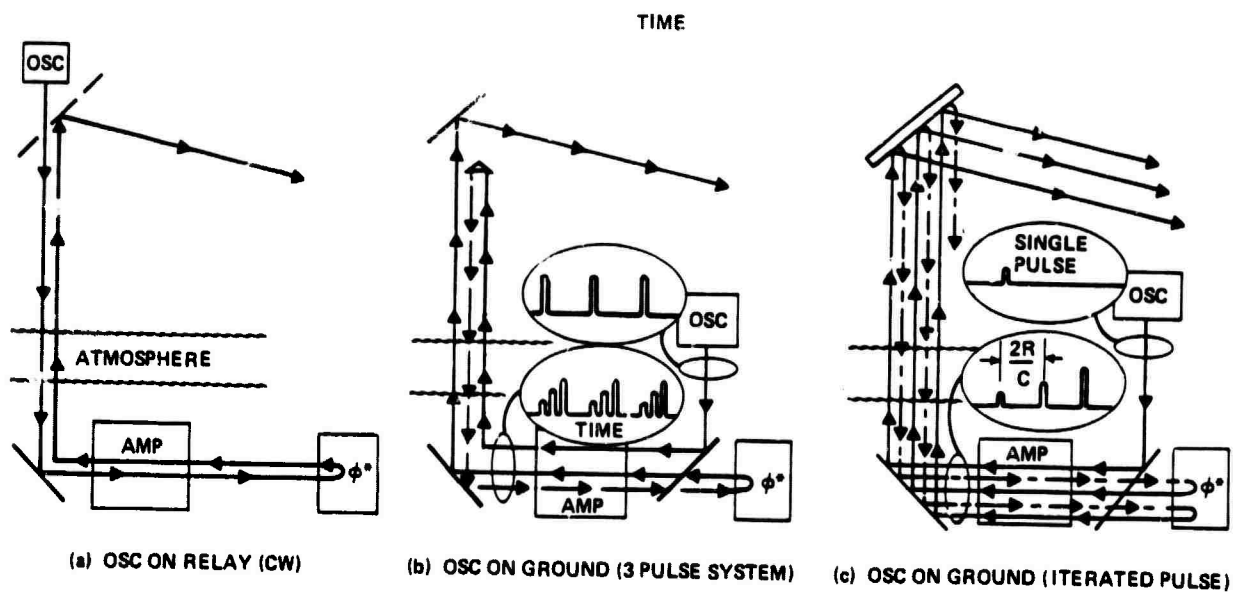 TIME
OSC
ATMOSPHERE
AMP
φ*
(a) OSC ON RELAY (CW)
OSC
TIME
AMP
φ*
(b) OSC ON GROUND (3 PULSE SYSTEM)
SINGLE
PULSE
OSC
2R
C
AMP
φ*
(c) OSC ON GROUND (ITERATED PULSE)